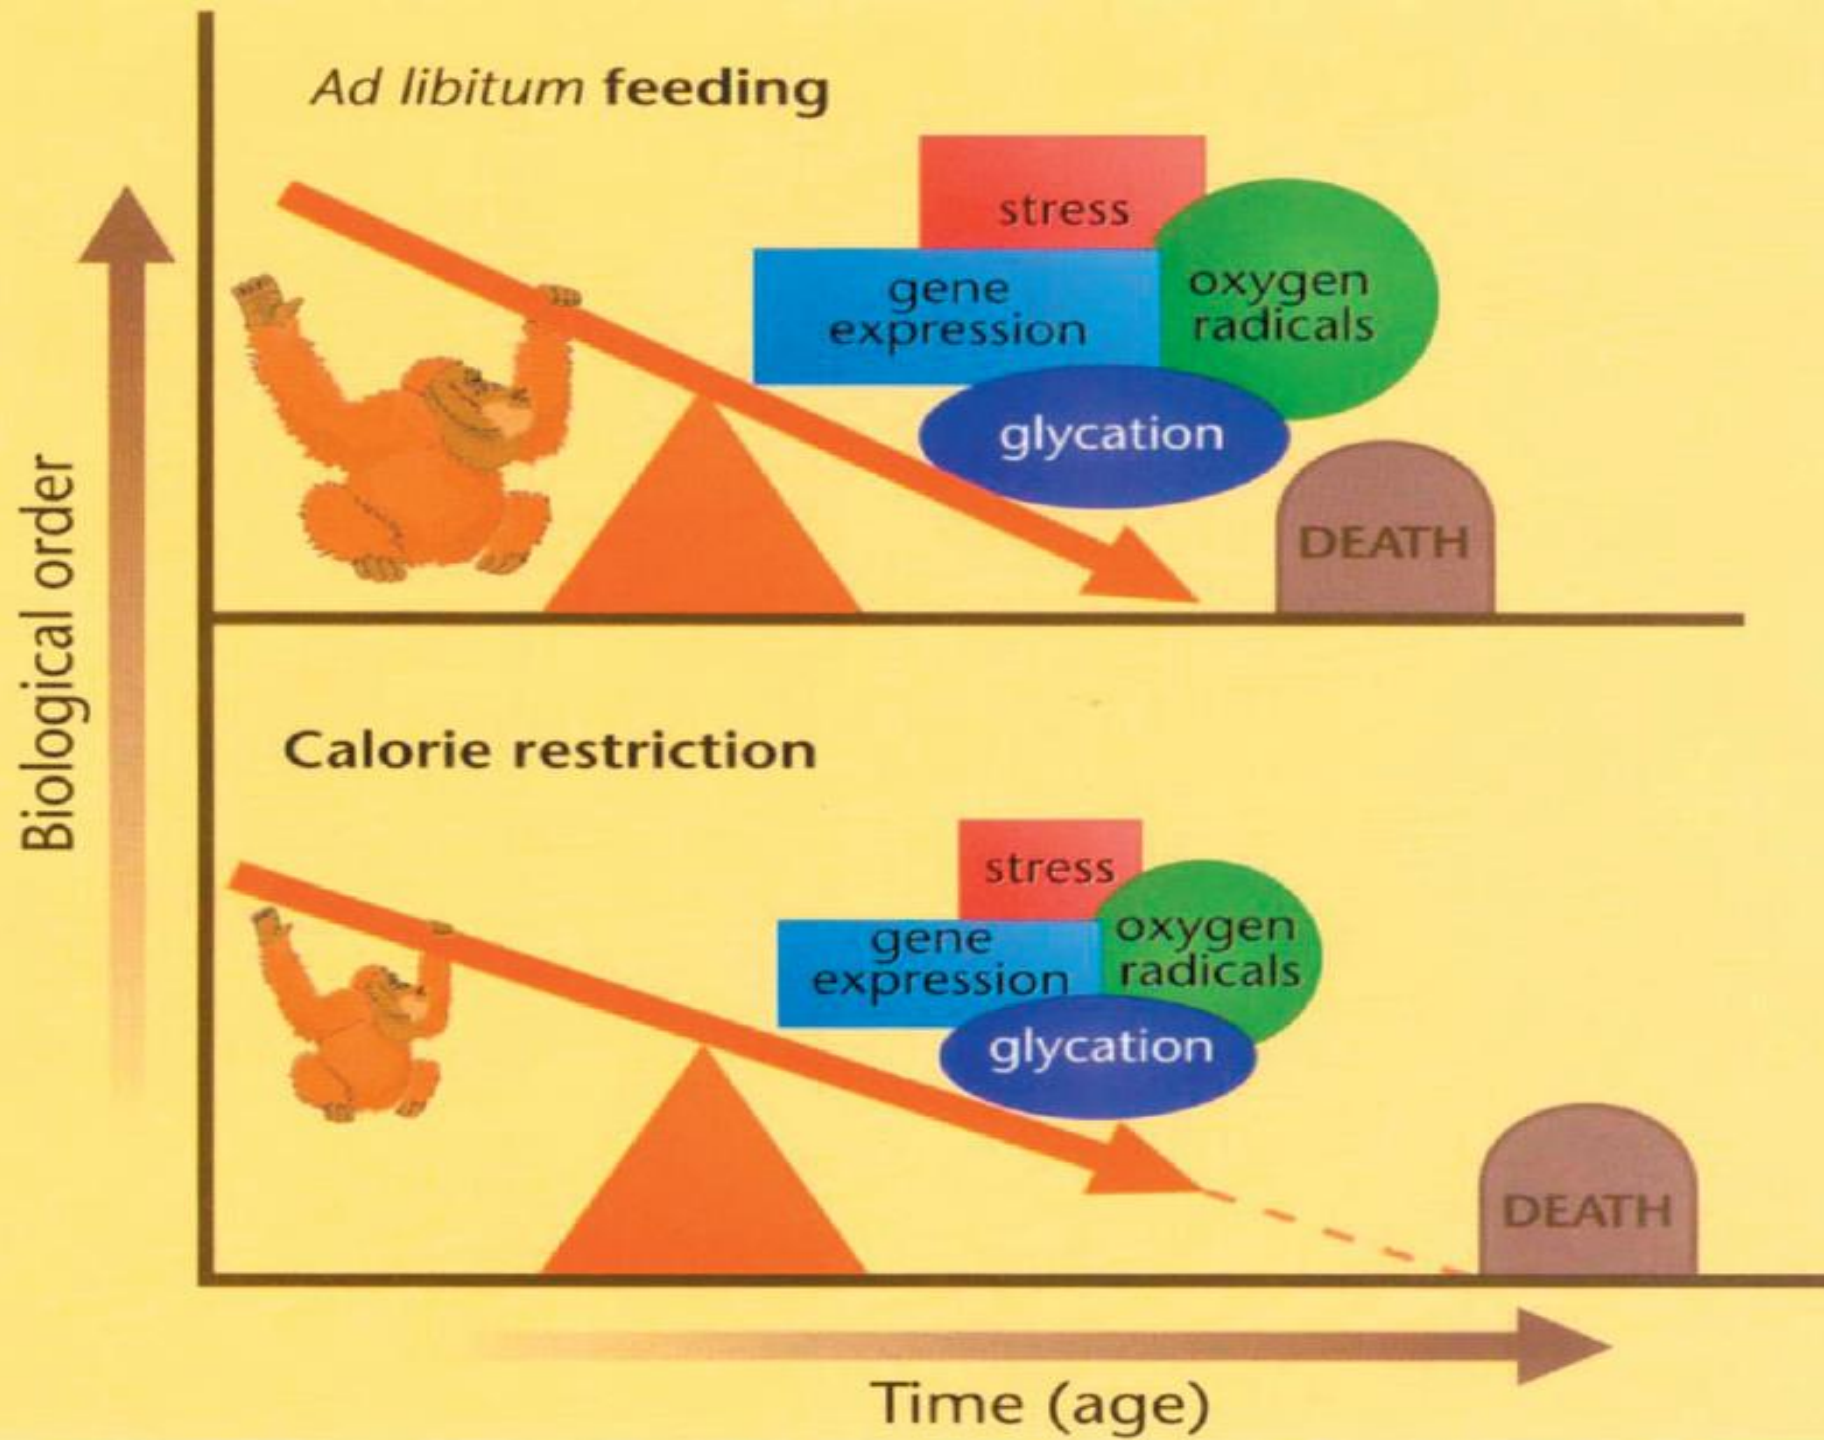 Ad libitum feeding
stress
gene
expression
oxygen
radicals
glycation
DEATH
Biological order
Calorie restriction
stress
gene
expression
oxygen
radicals
glycation
DEATH
Time (age)